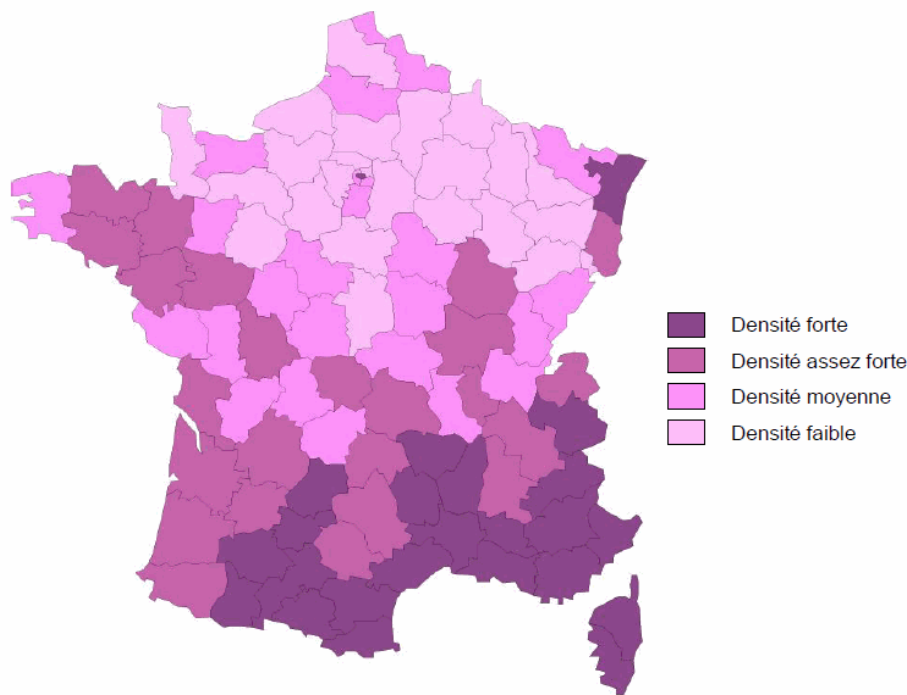 Densité forte
Densité assez forte
Densité moyenne
Densité faible